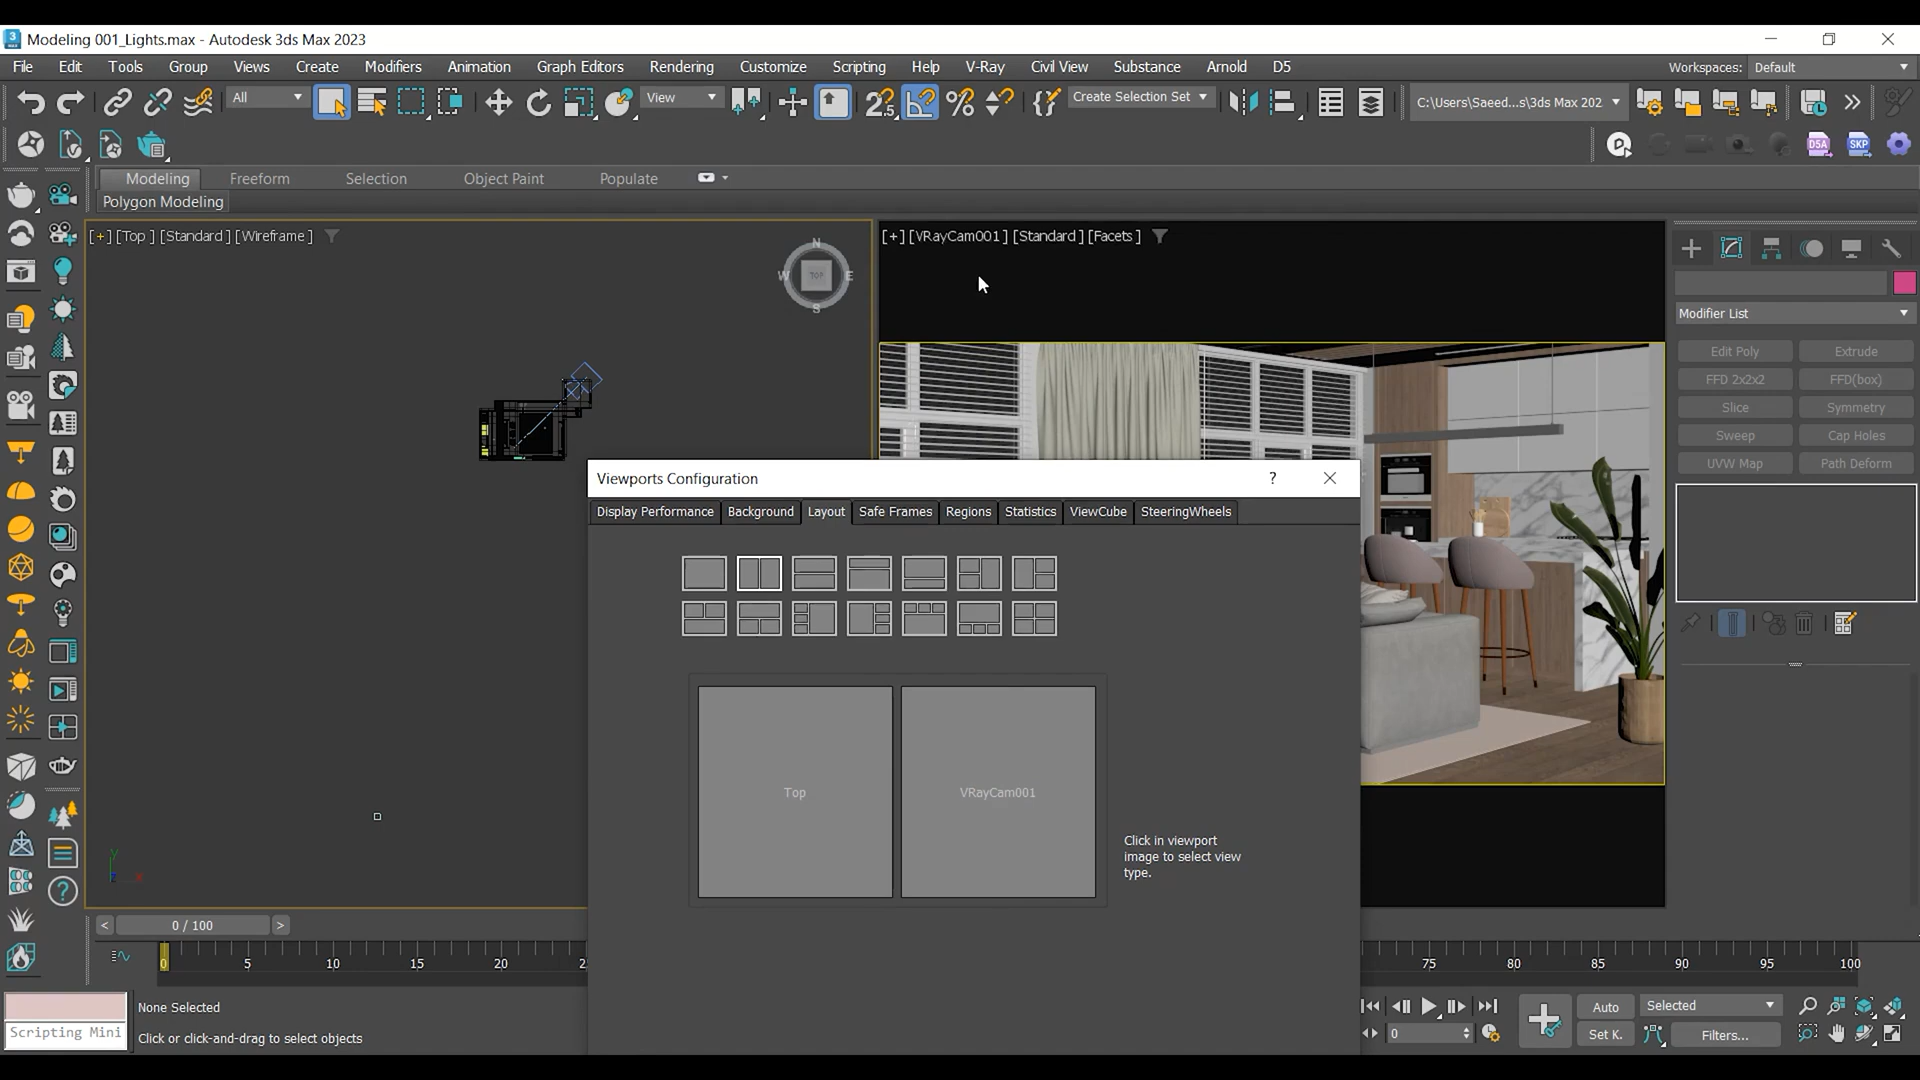 Modeling 001_Lights.max - Autodesk 3ds Max 2023
File Edit Tools Group Views Create Modifiers Animation Graph Editors Rendering Customize Scripting Help V-Ray Civil View Substance Arnold D5 Workspaces: Default
All View Create Selection Set C:\Users\Saeed...s\3ds Max 202
D5A SKP
Modeling Freeform Selection Object Paint Populate
Polygon Modeling
[+] [Top ] [Standard ] [Wireframe ]
[+] [VRayCam001 ] [Standard ] [Facets ]
N
W TOP E
S
Modifier List
Edit Poly Extrude
FFD 2x2x2 FFD(box)
Slice Symmetry
Sweep Cap Holes
UVW Map Path Deform
Viewports Configuration ?
Display Performance Background Layout Safe Frames Regions Statistics ViewCube SteeringWheels
Top VRayCam001
Click in viewport
image to select view
type.
y
z x
< 0 / 100 >
0 5 10 15 20 2 75 80 85 90 95 100
None Selected
Scripting Mini
Click or click-and-drag to select objects
Auto Selected
0 Set K. Filters...